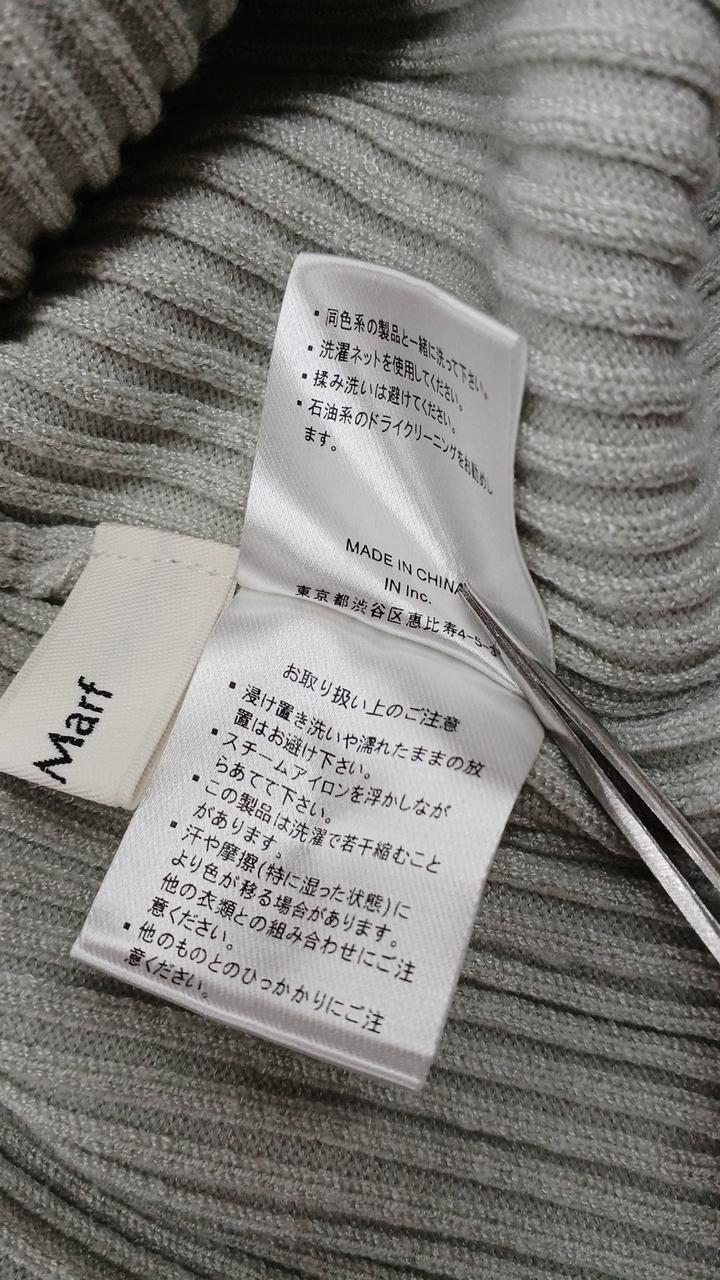 ・同色系の製品と一緒に洗って下さい。
・洗濯ネットを使用してください。
・揉み洗いは避けてください。
・石油系のドライクリーニングをお勧めし
ます。
MADE IN CHINA
IN Inc.
東京都渋谷区恵比寿4-5-
Marf
お取り扱い上のご注意
・浸け置き洗いや濡れたままの放
置はお避け下さい。
・スチームアイロンを浮かしなが
らあてて下さい。
・この製品は洗濯で若干縮むこと
があります。
・汗や摩擦(特に湿った状態)に
より色が移る場合があります。
他の衣類との組み合わせにご注
意ください。
・他のものとのひっかかりにご注
意ください。